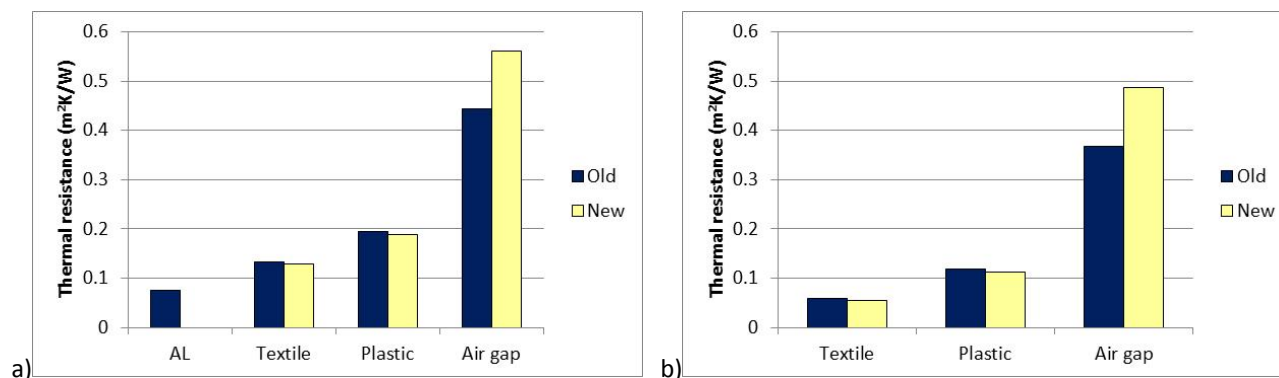 a)
Thermal resistance (m²K/W)
0.6
0.5
0.4
0.3
0.2
0.1
0
AL Textile Plastic Air gap
Old
New
b)
Thermal resistance (m²K/W)
0.6
0.5
0.4
0.3
0.2
0.1
0
Textile Plastic Air gap
Old
New